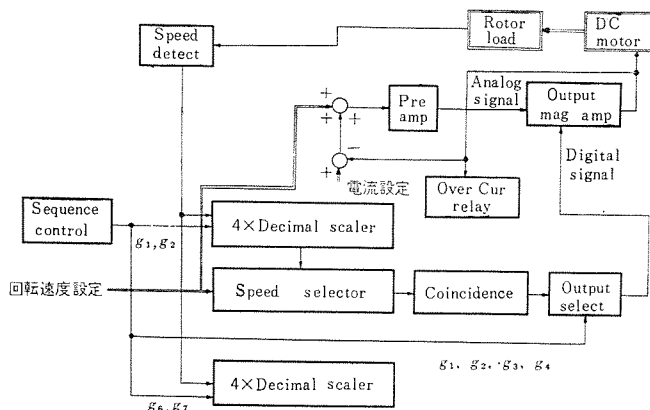 Speed
detect
Rotor
load
DC
motor
Analog
signal
Pre
amp
Output
mag amp
Digital
signal
電流設定
Over Cur
relay
Sequence
control
g₁,g₂
4×Decimal scaler
回転速度設定
Speed selector
Coincidence
Output
select
g₁, g₂, g₃, g₄
4×Decimal scaler
g₆,g₇